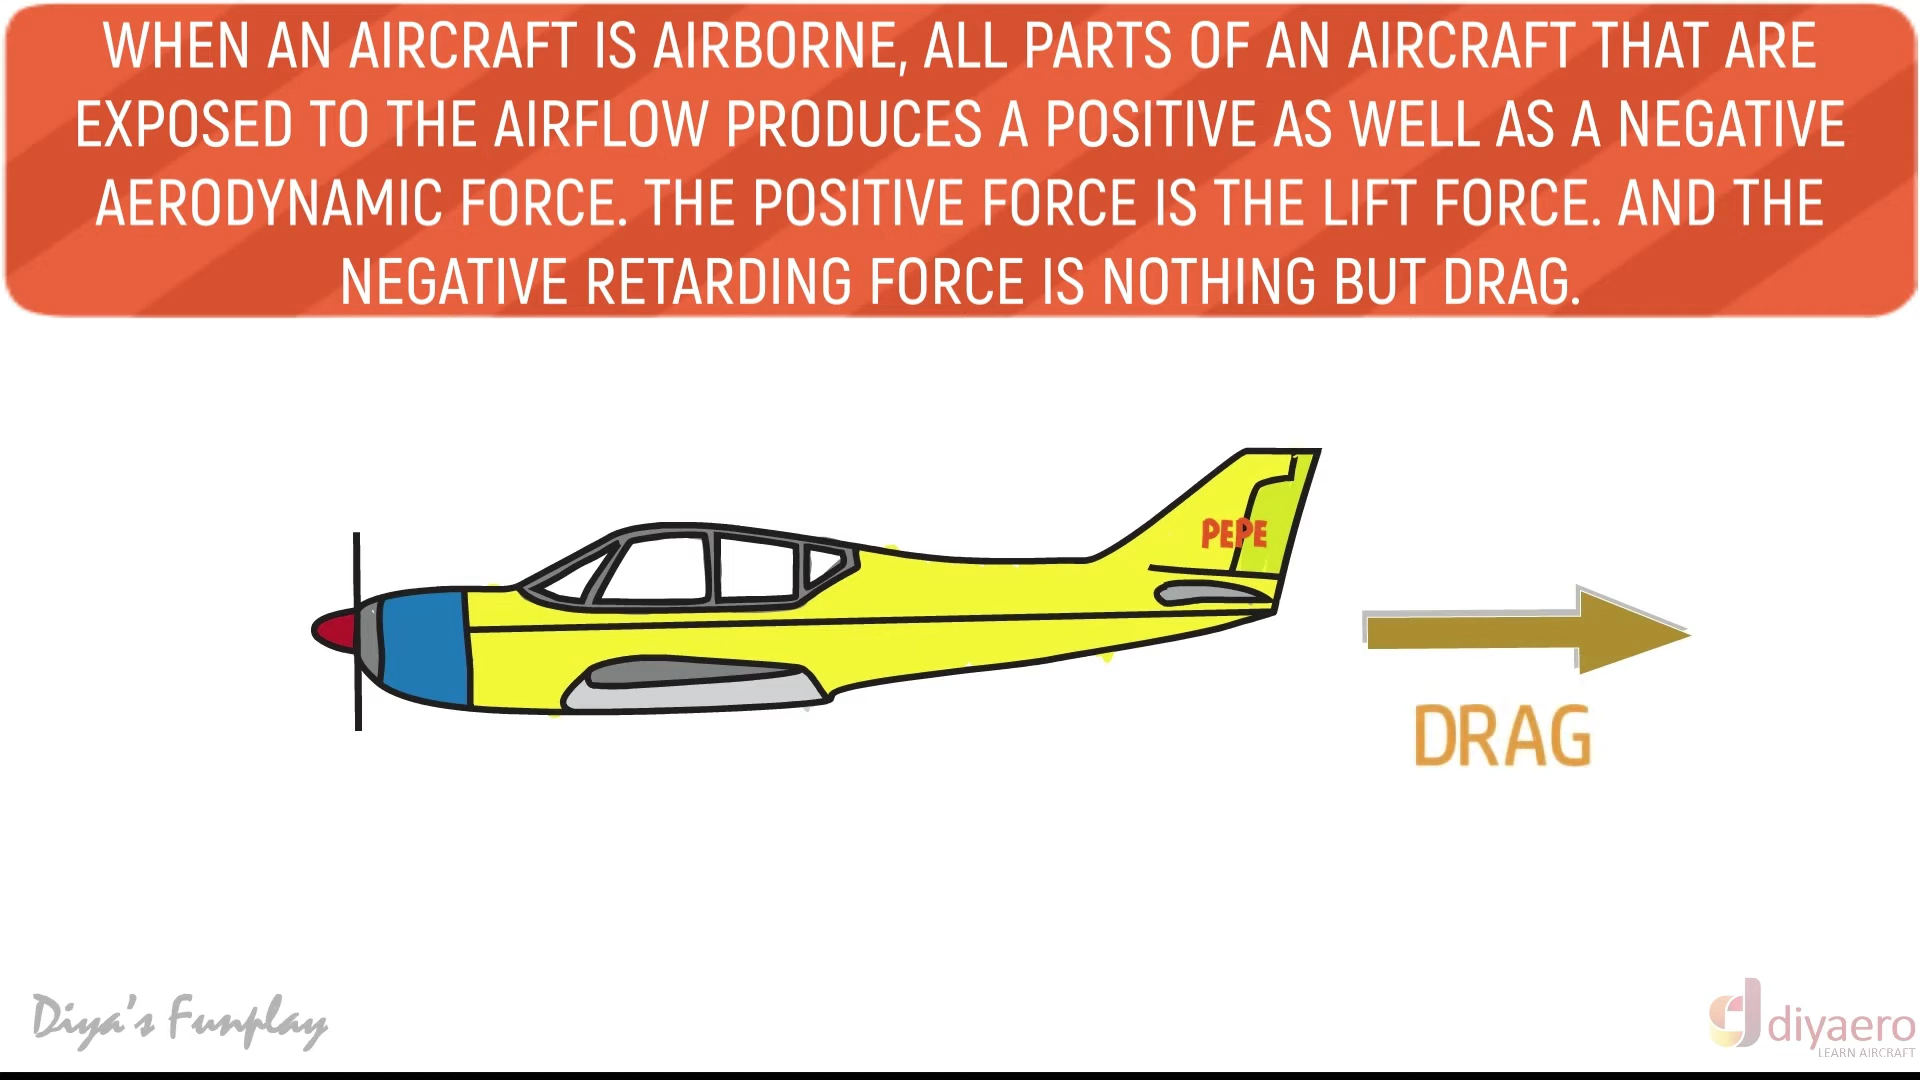 WHEN AN AIRCRAFT IS AIRBORNE, ALL PARTS OF AN AIRCRAFT THAT ARE
EXPOSED TO THE AIRFLOW PRODUCES A POSITIVE AS WELL AS A NEGATIVE
AERODYNAMIC FORCE. THE POSITIVE FORCE IS THE LIFT FORCE. AND THE
NEGATIVE RETARDING FORCE IS NOTHING BUT DRAG.
PEPE
DRAG
Diya's Funplay
diyaero
LEARN AIRCRAFT